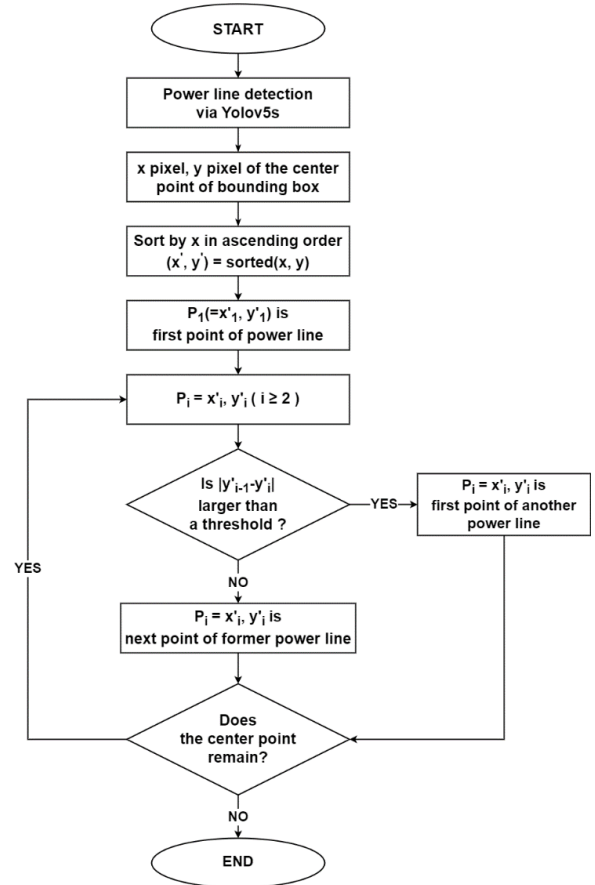 START
Power line detection
via Yolov5s
x pixel, y pixel of the center
point of bounding box
Sort by x in ascending order
(x', y') = sorted(x, y)
P₁(=x'₁, y'₁) is
first point of power line
Pᵢ = x'ᵢ, y'ᵢ ( i ≥ 2 )
Is |y'ᵢ₋₁-y'ᵢ|
larger than
a threshold ?
YES
Pᵢ = x'ᵢ, y'ᵢ is
first point of another
power line
NO
Pᵢ = x'ᵢ, y'ᵢ is
next point of former power line
YES
Does
the center point
remain?
NO
END